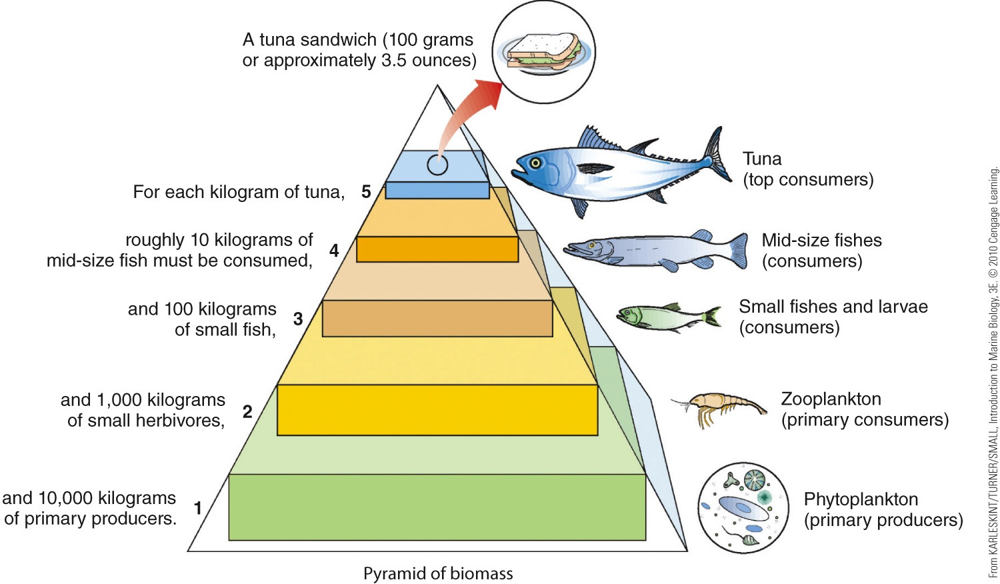 A tuna sandwich (100 grams
or approximately 3.5 ounces)
Tuna
(top consumers)
For each kilogram of tuna, 5
roughly 10 kilograms of
mid-size fish must be consumed, 4
Mid-size fishes
(consumers)
and 100 kilograms
of small fish, 3
Small fishes and larvae
(consumers)
and 1,000 kilograms
of small herbivores, 2
Zooplankton
(primary consumers)
and 10,000 kilograms
of primary producers. 1
Phytoplankton
(primary producers)
Pyramid of biomass
From KARLESKINT/TURNER/SMALL, Introduction to Marine Biology, 3E. © 2010 Cengage Learning.